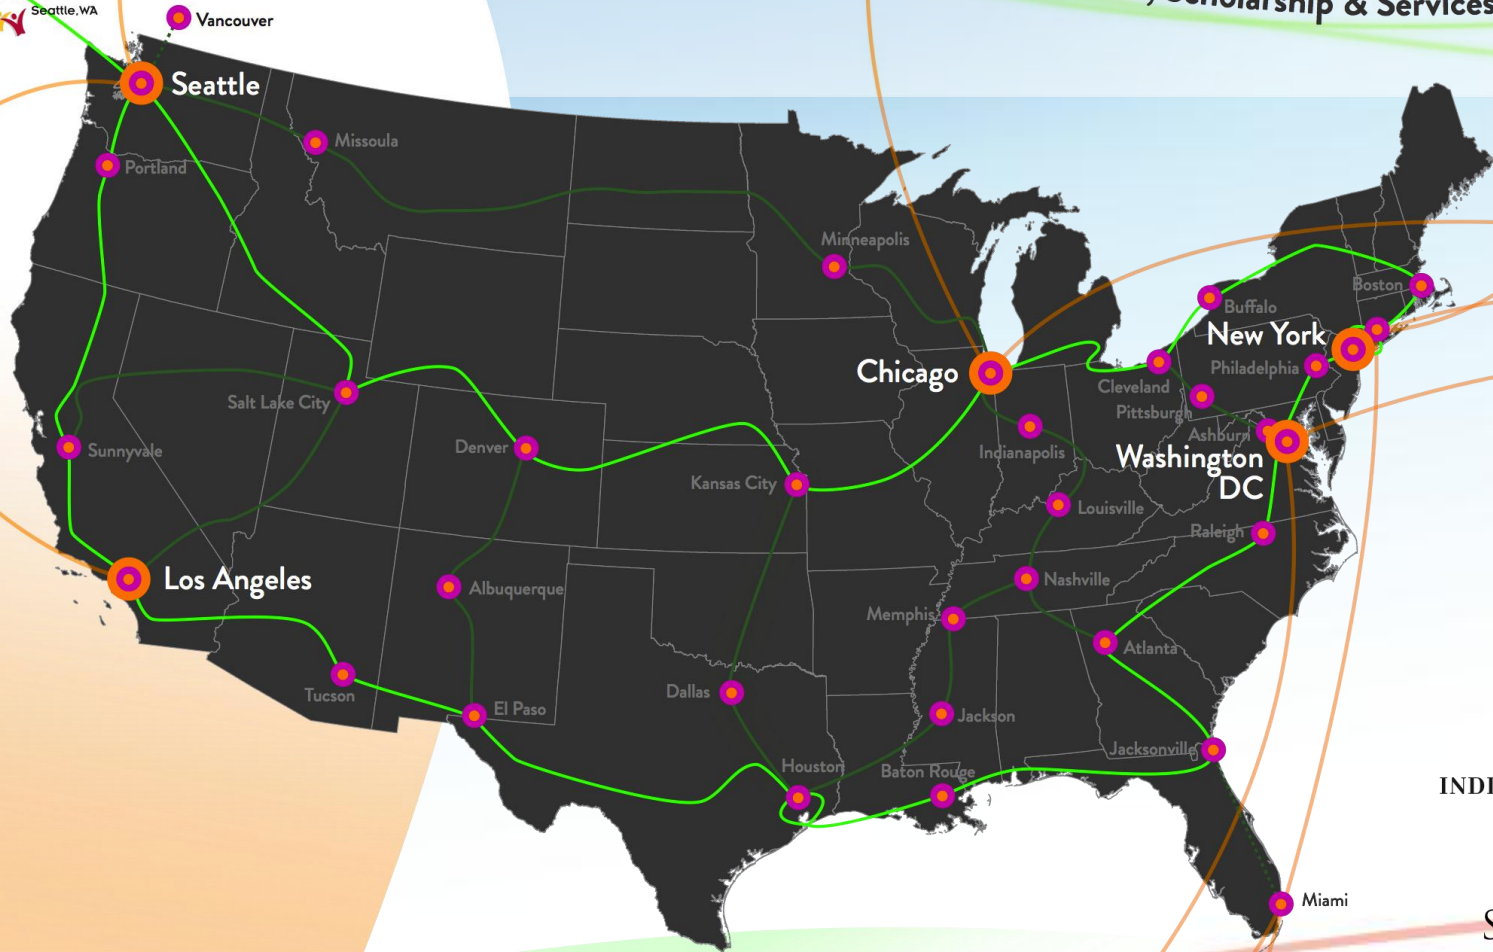 Seattle,WA
Vancouver
Scholarship & Services
Seattle
Missoula
Portland
Minneapolis
Boston
Buffalo
New York
Chicago
Philadelphia
Cleveland
Pittsburgh
Salt Lake City
Ashburn
Denver
Sunnyvale
Indianapolis
Washington
DC
Kansas City
Louisville
Raleigh
Los Angeles
Albuquerque
Nashville
Memphis
Atlanta
Tucson
Dallas
El Paso
Jackson
Jacksonville
Houston
Baton Rouge
INDI
Miami
S